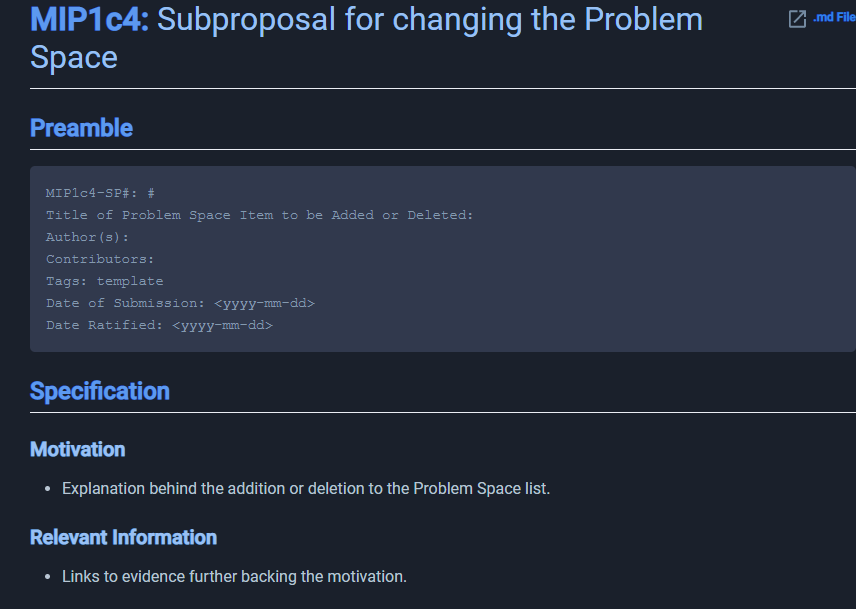 MIP1c4: Subproposal for changing the Problem
Space
.md File
Preamble
MIP1c4-SP#: #
Title of Problem Space Item to be Added or Deleted:
Author(s):
Contributors:
Tags: template
Date of Submission: <yyyy-mm-dd>
Date Ratified: <yyyy-mm-dd>
Specification
Motivation
• Explanation behind the addition or deletion to the Problem Space list.
Relevant Information
• Links to evidence further backing the motivation.